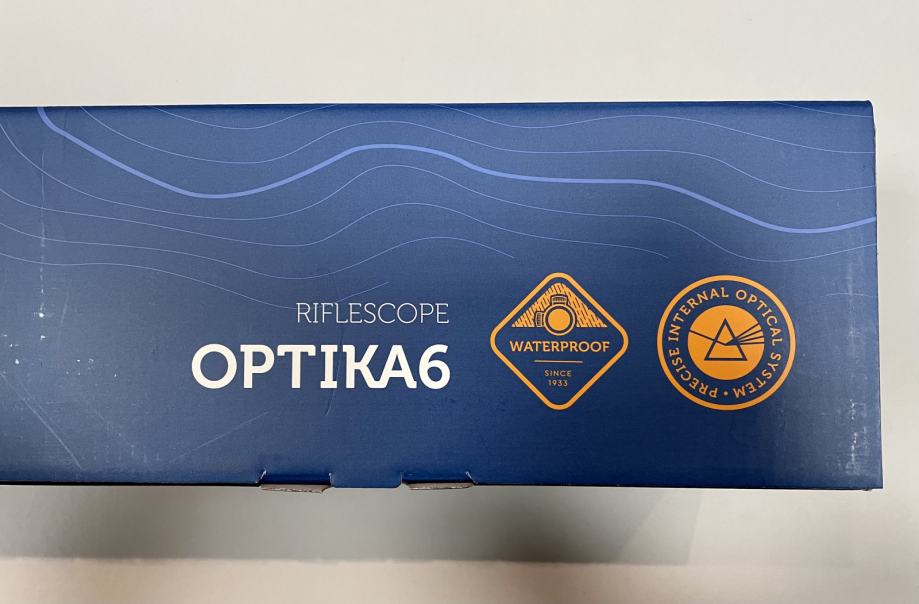 RIFLESCOPE
OPTIKA6
WATERPROOF
SINCE
1933
PRECISE INTERNAL OPTICAL SYSTEM •